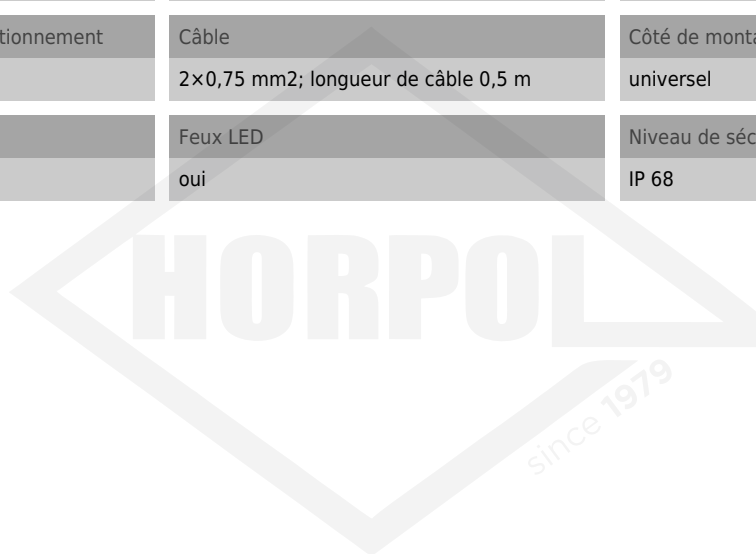 tionnement
Câble
Côté de monta
2×0,75 mm2; longueur de câble 0,5 m
universel
Feux LED
Niveau de séc
oui
IP 68
HORPOL
since 1979